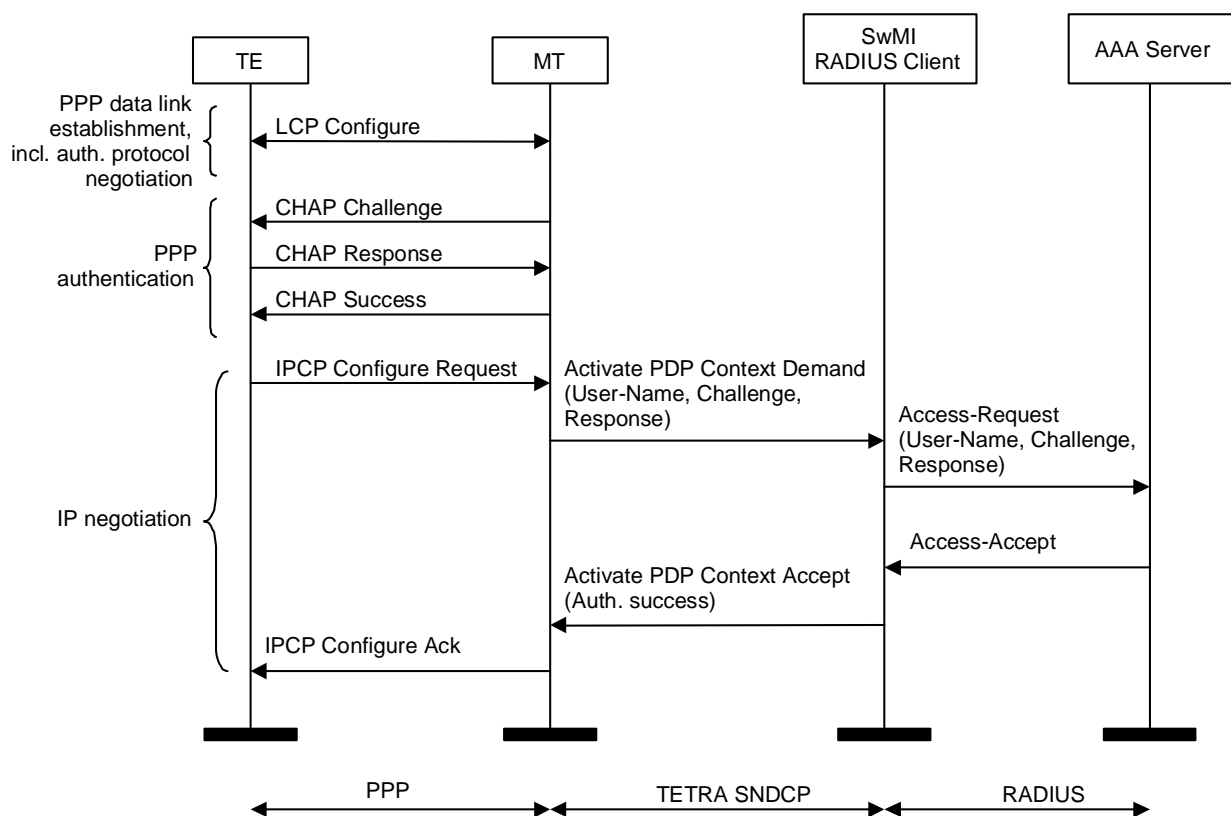 TE
MT
SwMI
RADIUS Client
AAA Server
PPP data link
establishment,
incl. auth. protocol
negotiation
LCP Configure
CHAP Challenge
PPP
authentication
CHAP Response
CHAP Success
IPCP Configure Request
Activate PDP Context Demand
(User-Name, Challenge,
Response)
Access-Request
(User-Name, Challenge,
Response)
IP negotiation
Access-Accept
Activate PDP Context Accept
(Auth. success)
IPCP Configure Ack
PPP
TETRA SNDCP
RADIUS